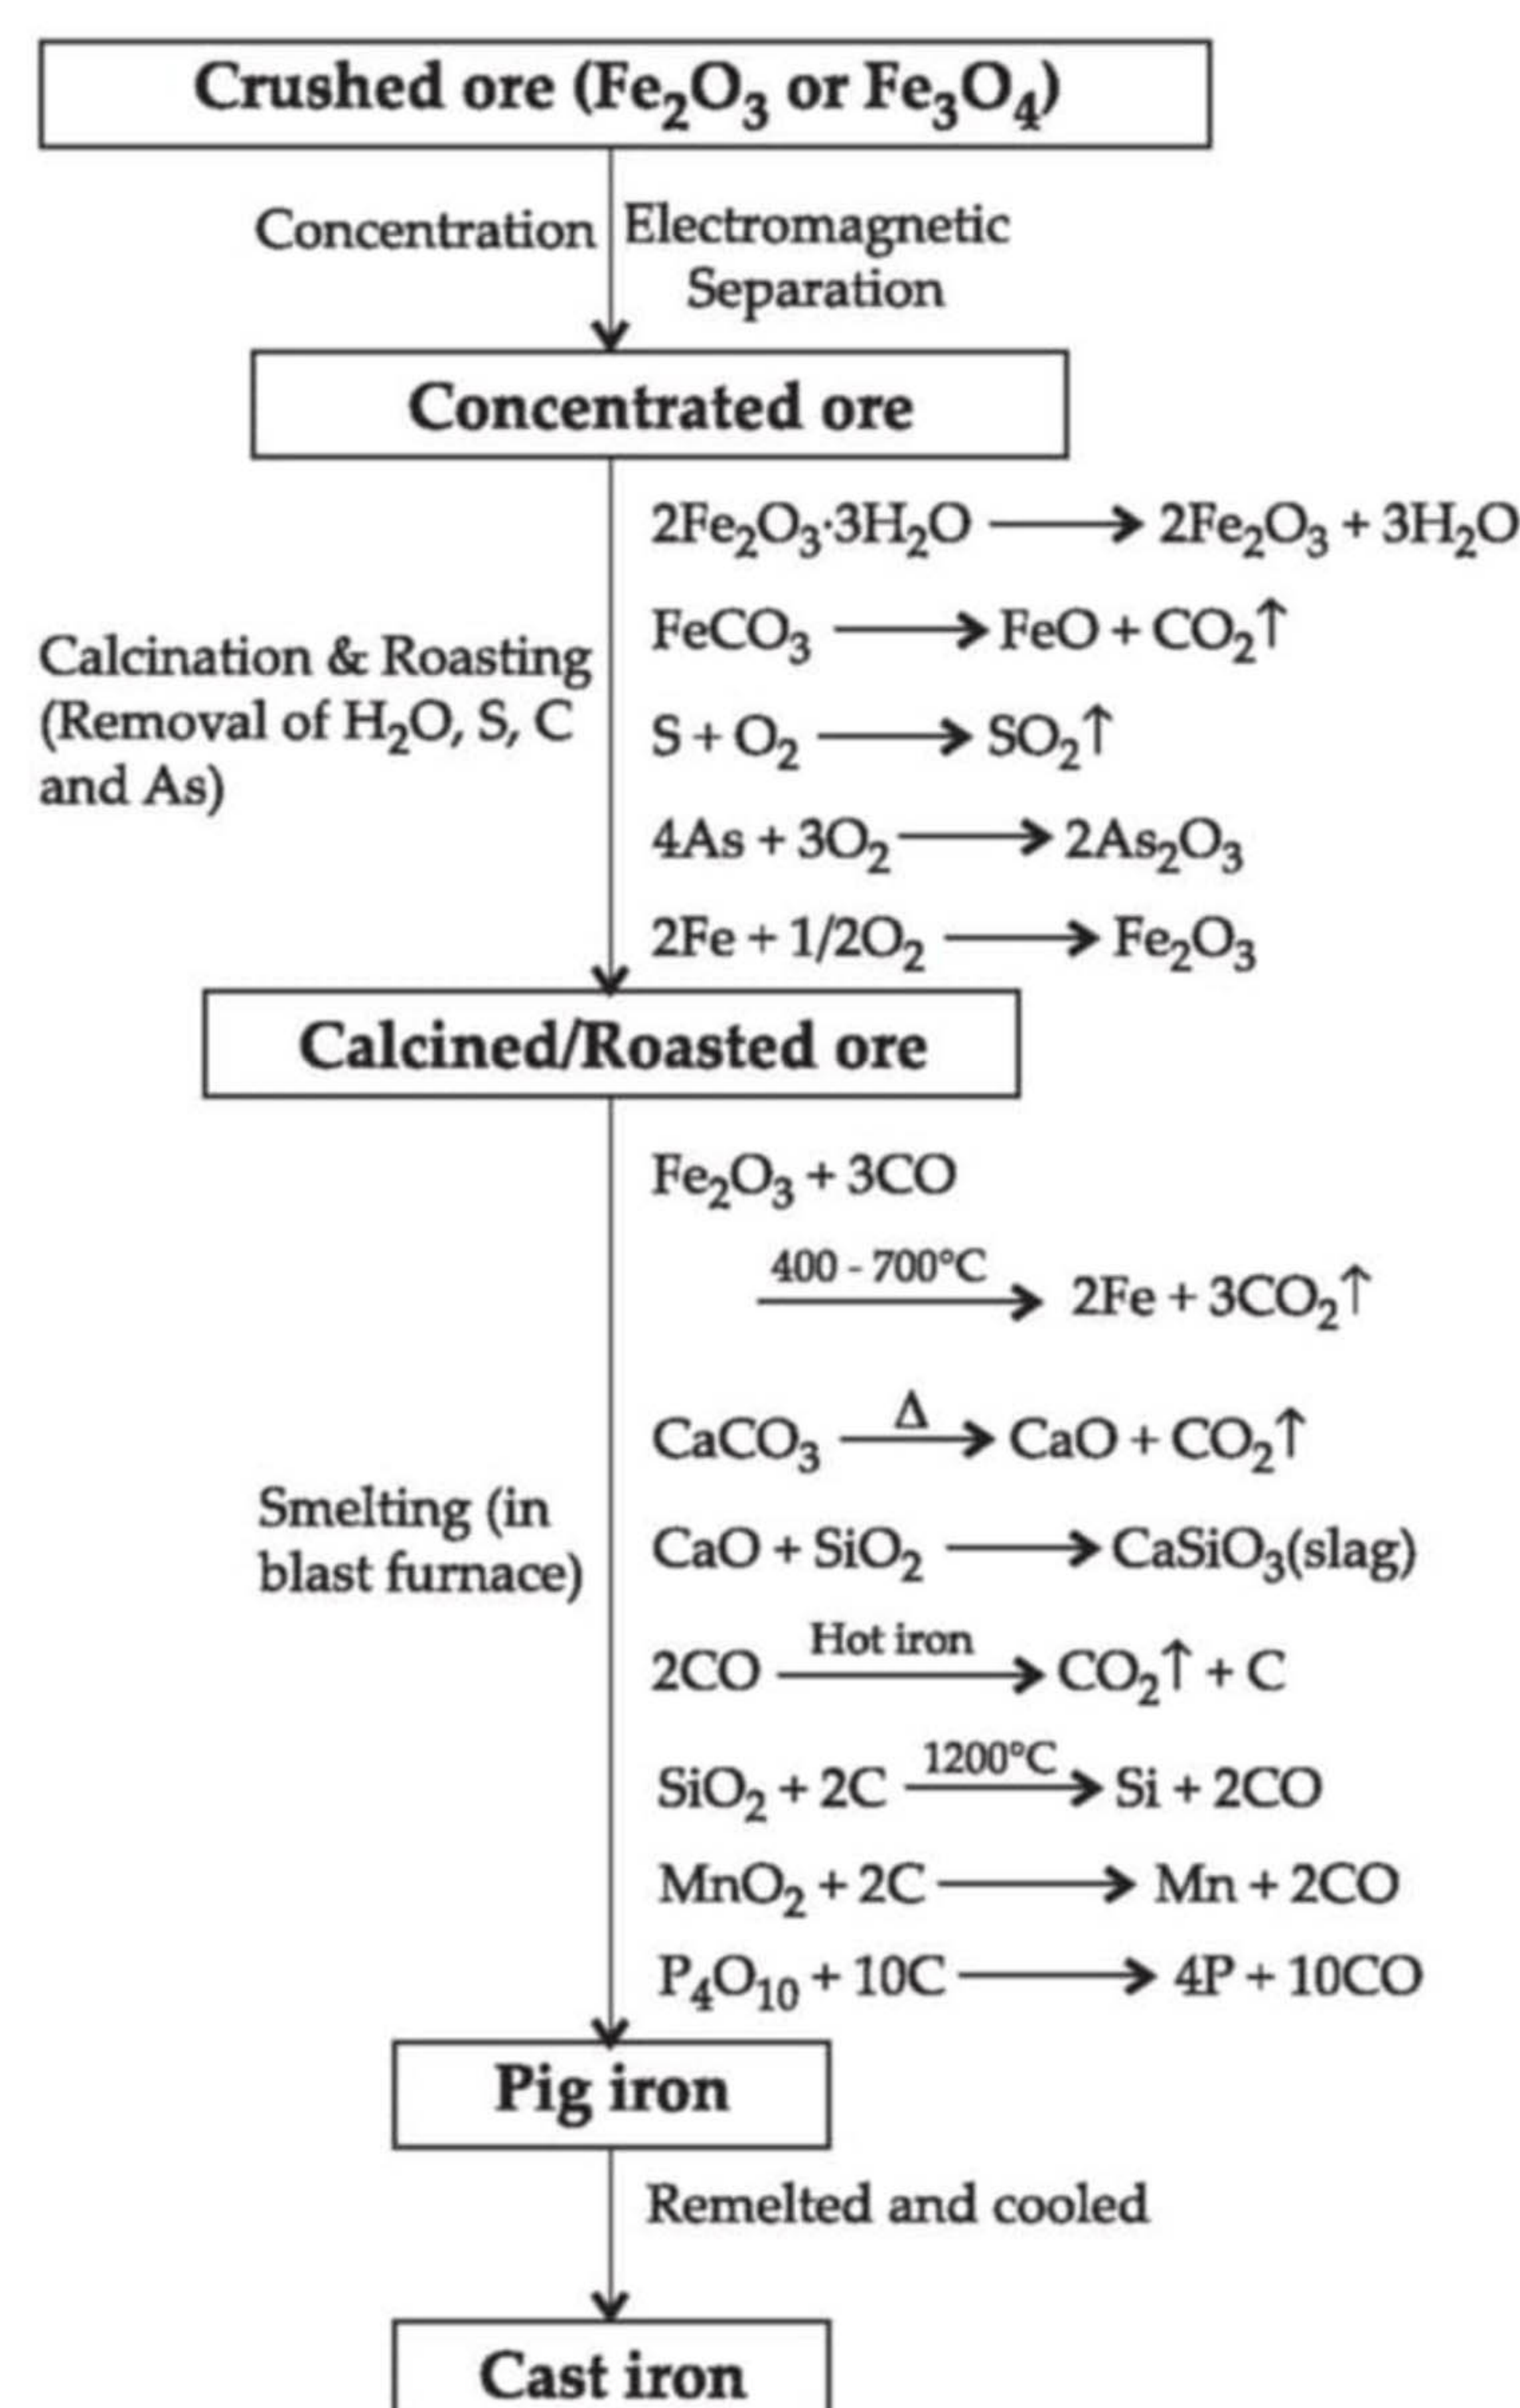 Crushed ore (Fe₂O₃ or Fe₃O₄)
Concentration Electromagnetic
Separation
Concentrated ore
2Fe₂O₃·3H₂O ⟶ 2Fe₂O₃ + 3H₂O
FeCO₃ ⟶ FeO + CO₂↑
Calcination & Roasting
(Removal of H₂O, S, C
and As)
S + O₂ ⟶ SO₂↑
4As + 3O₂ ⟶ 2As₂O₃
2Fe + 1/2O₂ ⟶ Fe₂O₃
Calcined/Roasted ore
Fe₂O₃ + 3CO
400 - 700°C
⟶ 2Fe + 3CO₂↑
Δ
CaCO₃ ⟶ CaO + CO₂↑
Smelting (in
blast furnace)
CaO + SiO₂ ⟶ CaSiO₃(slag)
Hot iron
2CO ⟶ CO₂↑ + C
1200°C
SiO₂ + 2C ⟶ Si + 2CO
MnO₂ + 2C ⟶ Mn + 2CO
P₄O₁₀ + 10C ⟶ 4P + 10CO
Pig iron
Remelted and cooled
Cast iron